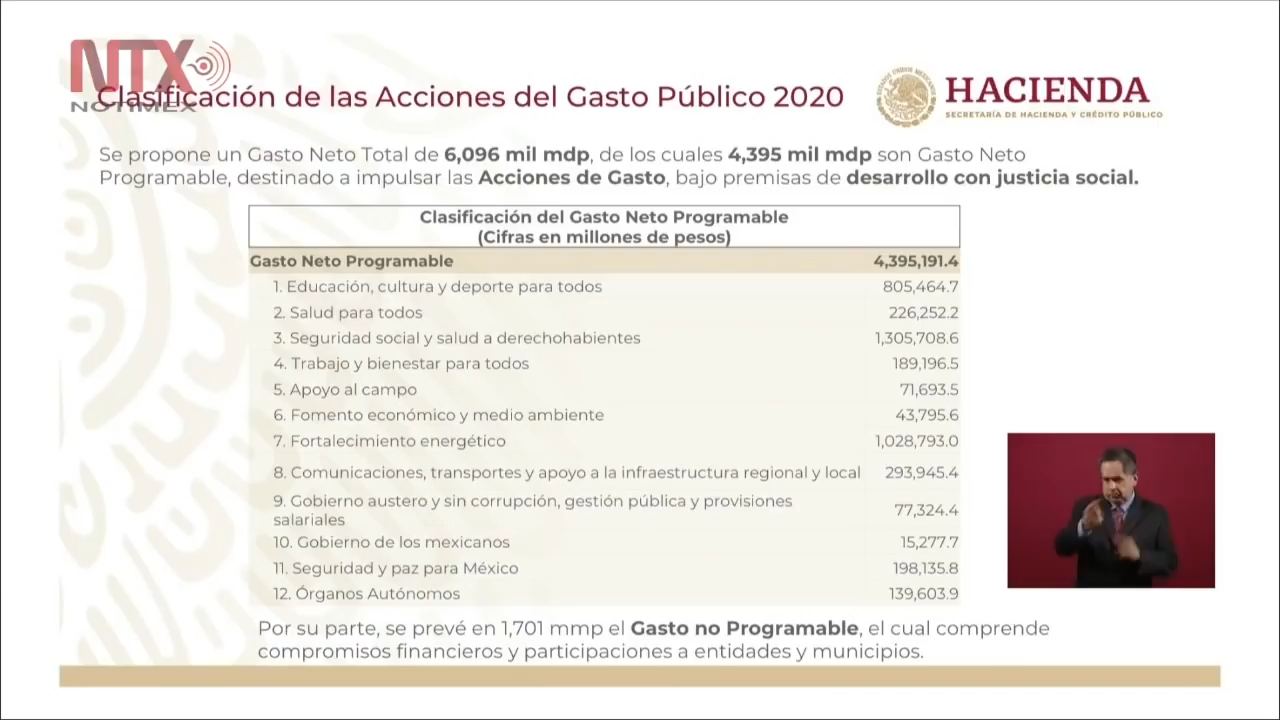 NTX
NOTIMEX
Clasificación de las Acciones del Gasto Público 2020
HACIENDA
SECRETARÍA DE HACIENDA Y CRÉDITO PÚBLICO
Se propone un Gasto Neto Total de 6,096 mil mdp, de los cuales 4,395 mil mdp son Gasto Neto
Programable, destinado a impulsar las Acciones de Gasto, bajo premisas de desarrollo con justicia social.
Clasificación del Gasto Neto Programable
(Cifras en millones de pesos)
Gasto Neto Programable 4,395,191.4
1. Educación, cultura y deporte para todos 805,464.7
2. Salud para todos 226,252.2
3. Seguridad social y salud a derechohabientes 1,305,708.6
4. Trabajo y bienestar para todos 189,196.5
5. Apoyo al campo 71,693.5
6. Fomento económico y medio ambiente 43,795.6
7. Fortalecimiento energético 1,028,793.0
8. Comunicaciones, transportes y apoyo a la infraestructura regional y local 293,945.4
9. Gobierno austero y sin corrupción, gestión pública y provisiones
salariales 77,324.4
10. Gobierno de los mexicanos 15,277.7
11. Seguridad y paz para México 198,135.8
12. Órganos Autónomos 139,603.9
Por su parte, se prevé en 1,701 mmp el Gasto no Programable, el cual comprende
compromisos financieros y participaciones a entidades y municipios.